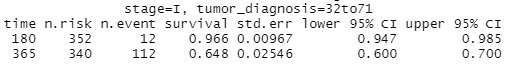 stage=I, tumor_diagnosis=32to71
time n.risk n.event survival std.err lower 95% CI upper 95% CI
180 352 12 0.966 0.00967 0.947 0.985
365 340 112 0.648 0.02546 0.600 0.700